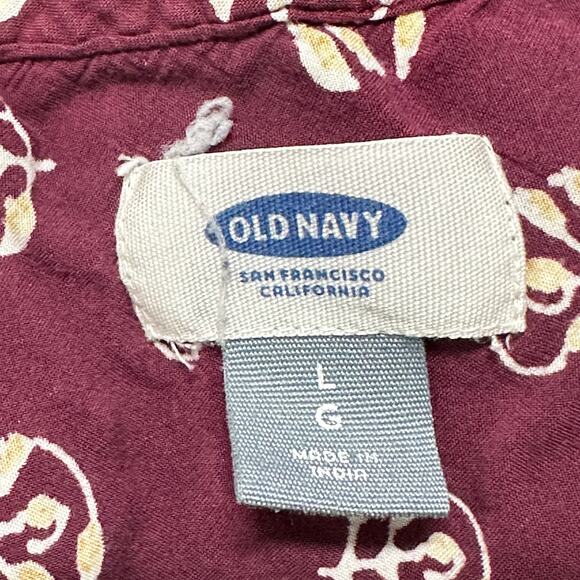 OLD NAVY
SAN FRANCISCO
CALIFORNIA
L
G
MADE IN
INDIA